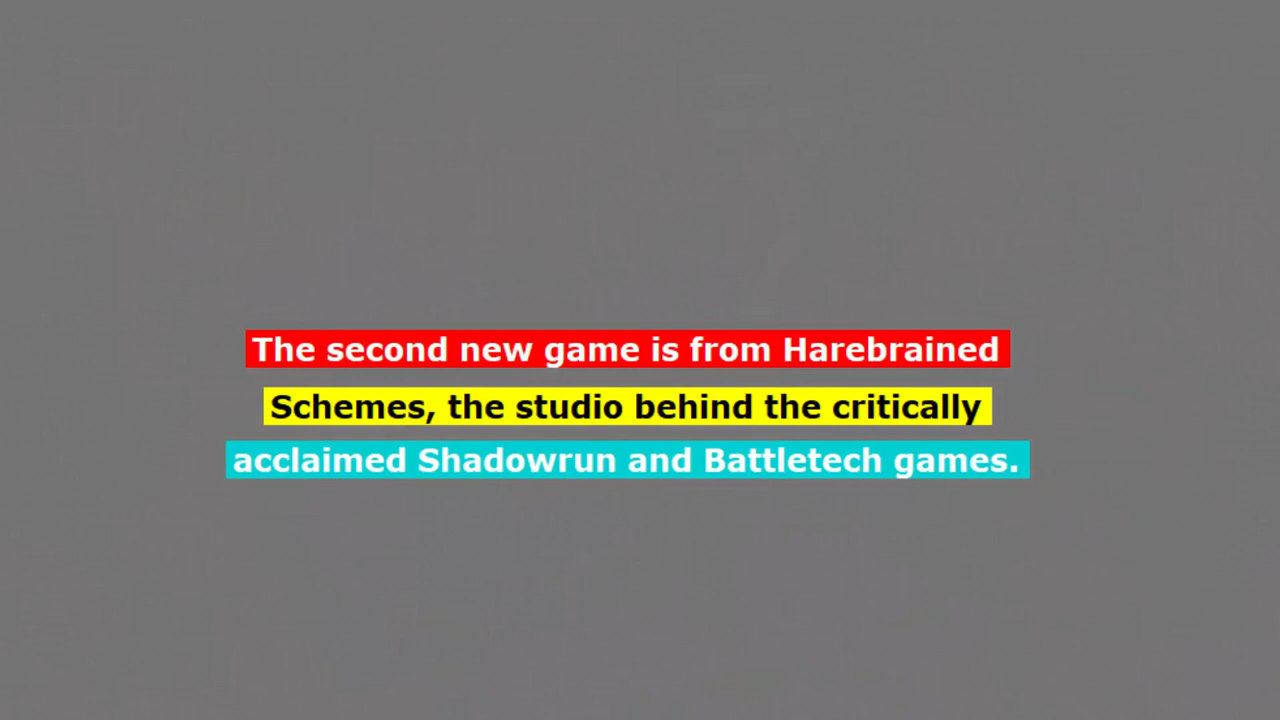 The second new game is from Harebrained
Schemes, the studio behind the critically
acclaimed Shadowrun and Battletech games.